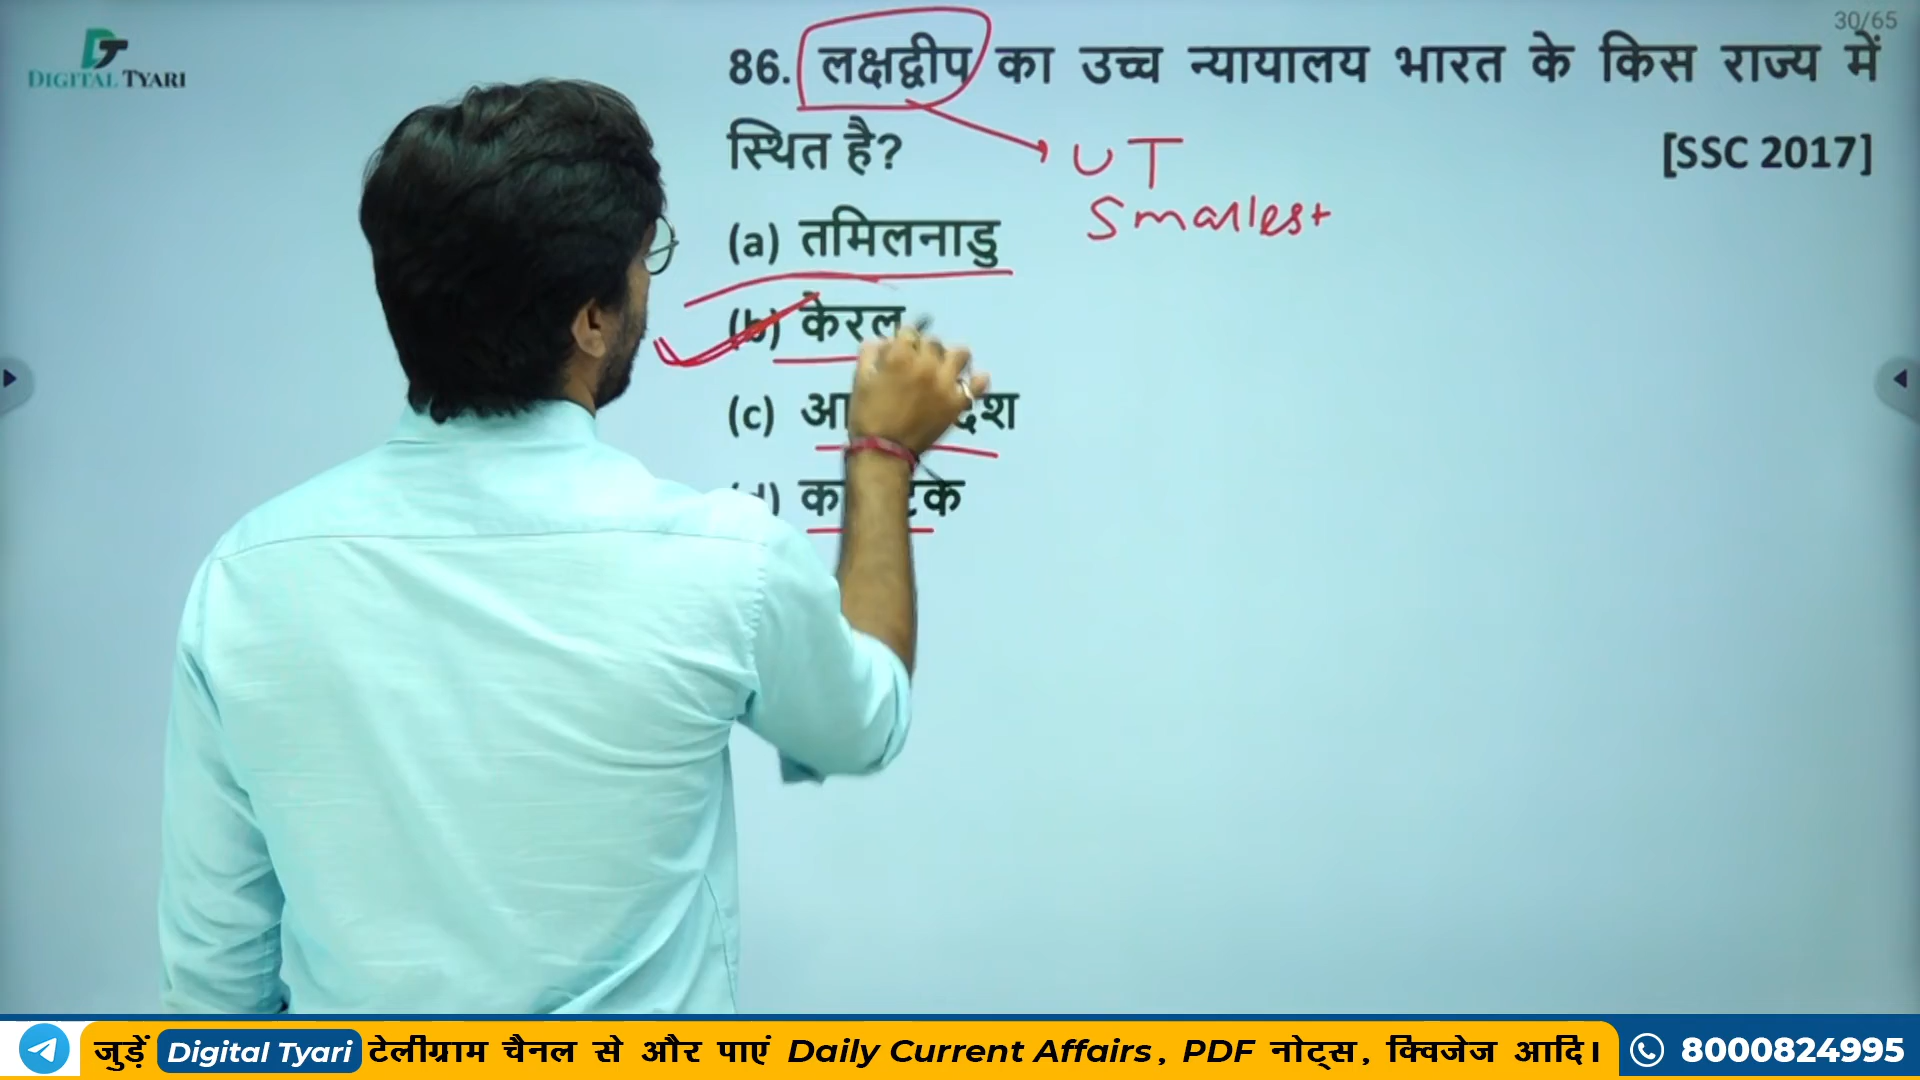 30/65
DIGITAL TYARI
86. लक्षद्वीप का उच्च न्यायालय भारत के किस राज्य में
स्थित है? [SSC 2017]
UT
Smallest
(a) तमिलनाडु
(b) केरल
(c)
(d)
जुड़ें Digital Tyari टेलीग्राम चैनल से और पाएं Daily Current Affairs, PDF नोट्स, क्विजेज आदि। 8000824995